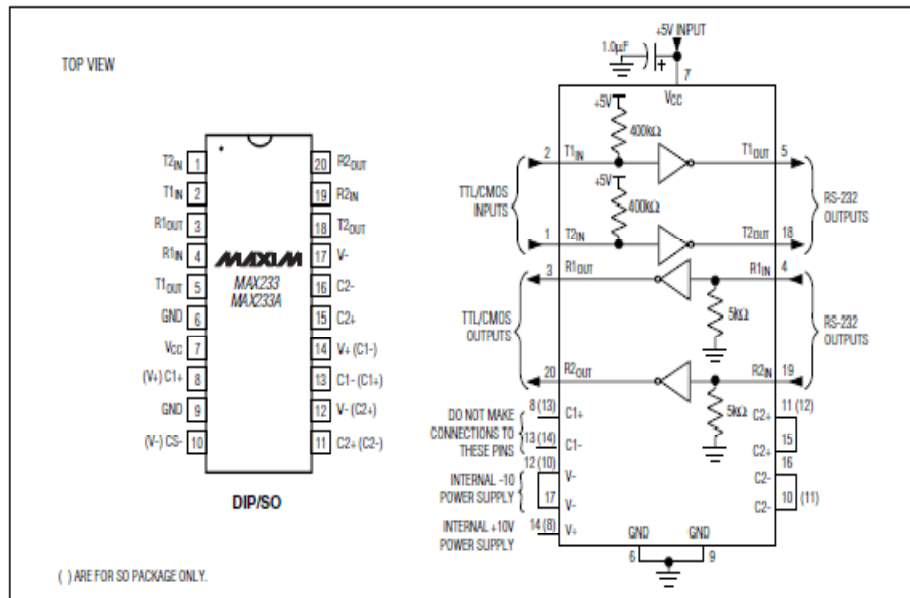 TOP VIEW
T2IN 1
T1IN 2
R1OUT 3
R1IN 4
T1OUT 5
GND 6
VCC 7
(V+) C1+ 8
GND 9
(V-) CS- 10
20 R2OUT
19 R2IN
18 T2OUT
17 V-
16 C2-
15 C2+
14 V+ (C1-)
13 C1- (C1+)
12 V- (C2+)
11 C2+ (C2-)
MAXIM
MAX233
MAX233A
DIP/SO
( ) ARE FOR SO PACKAGE ONLY.
+5V INPUT
1.0µF
+
7
VCC
+5V
400kΩ
2 T1IN T1OUT 5
+5V
400kΩ
1 T2IN T2OUT 18
TTL/CMOS
INPUTS
RS-232
OUTPUTS
3 R1OUT R1IN 4
5kΩ
TTL/CMOS
OUTPUTS
RS-232
OUTPUTS
20 R2OUT R2IN 19
5kΩ
8 (13) C1+
13 (14) C1-
DO NOT MAKE
CONNECTIONS TO
THESE PINS
12 (10) V-
17 V-
INTERNAL -10
POWER SUPPLY
14 (8) V+
INTERNAL +10V
POWER SUPPLY
C2+ 11 (12)
C2+ 15
C2- 16
C2- 10 (11)
GND GND
6 9